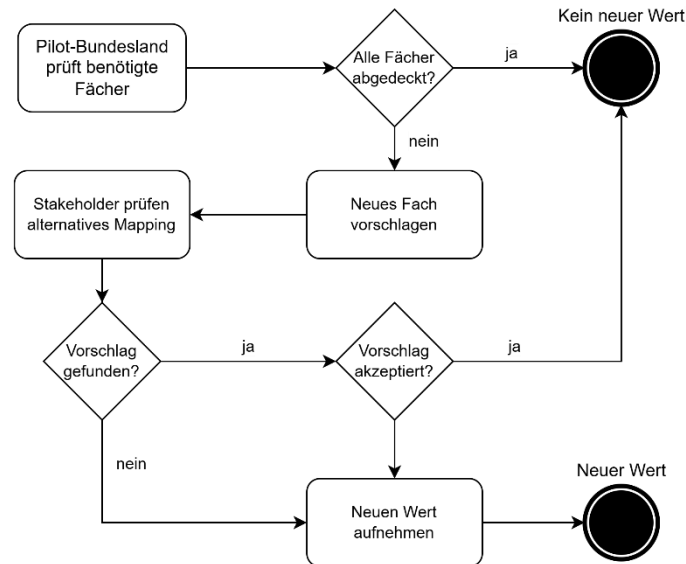 Kein neuer Wert
Pilot-Bundesland
prüft benötigte
Fächer
Alle Fächer
abgedeckt?
ja
nein
Stakeholder prüfen
alternatives Mapping
Neues Fach
vorschlagen
Vorschlag
gefunden?
ja
Vorschlag
akzeptiert?
ja
nein
Neuen Wert
aufnehmen
Neuer Wert